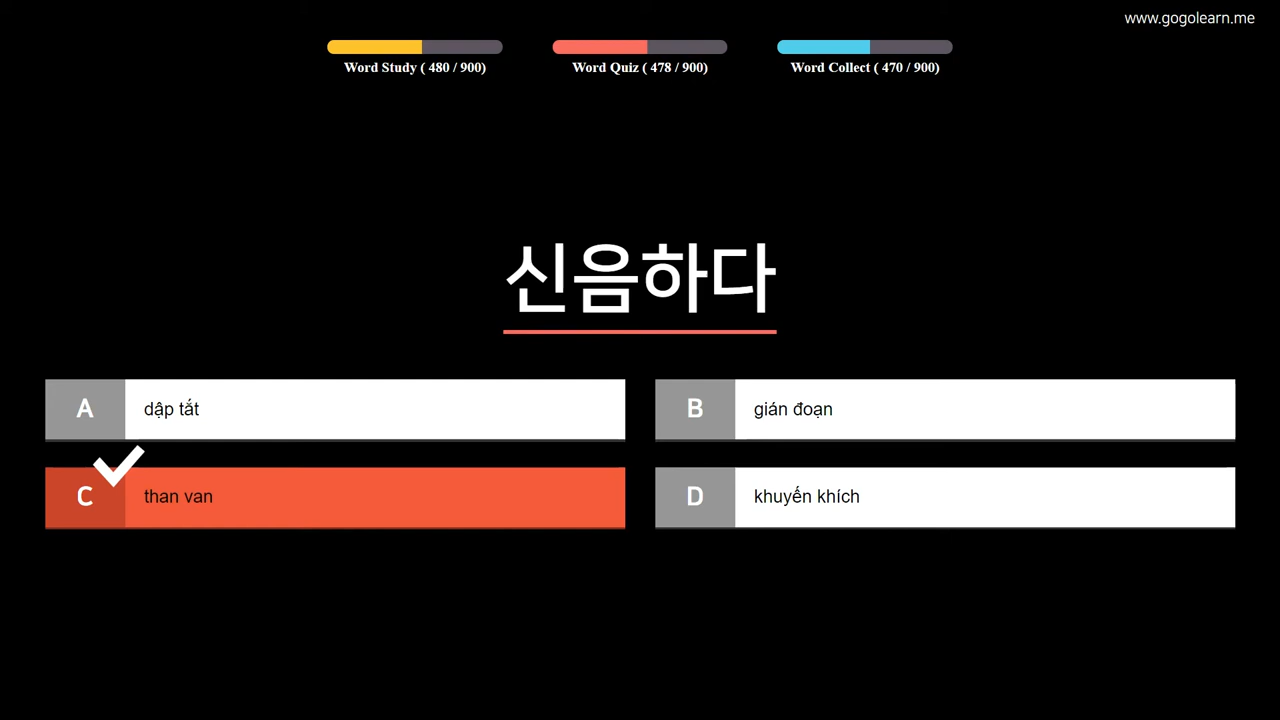 www.gogolearn.me
Word Study ( 480 / 900)
Word Quiz ( 478 / 900)
Word Collect ( 470 / 900)
신음하다
A dập tắt
B gián đoạn
C than van
D khuyến khích